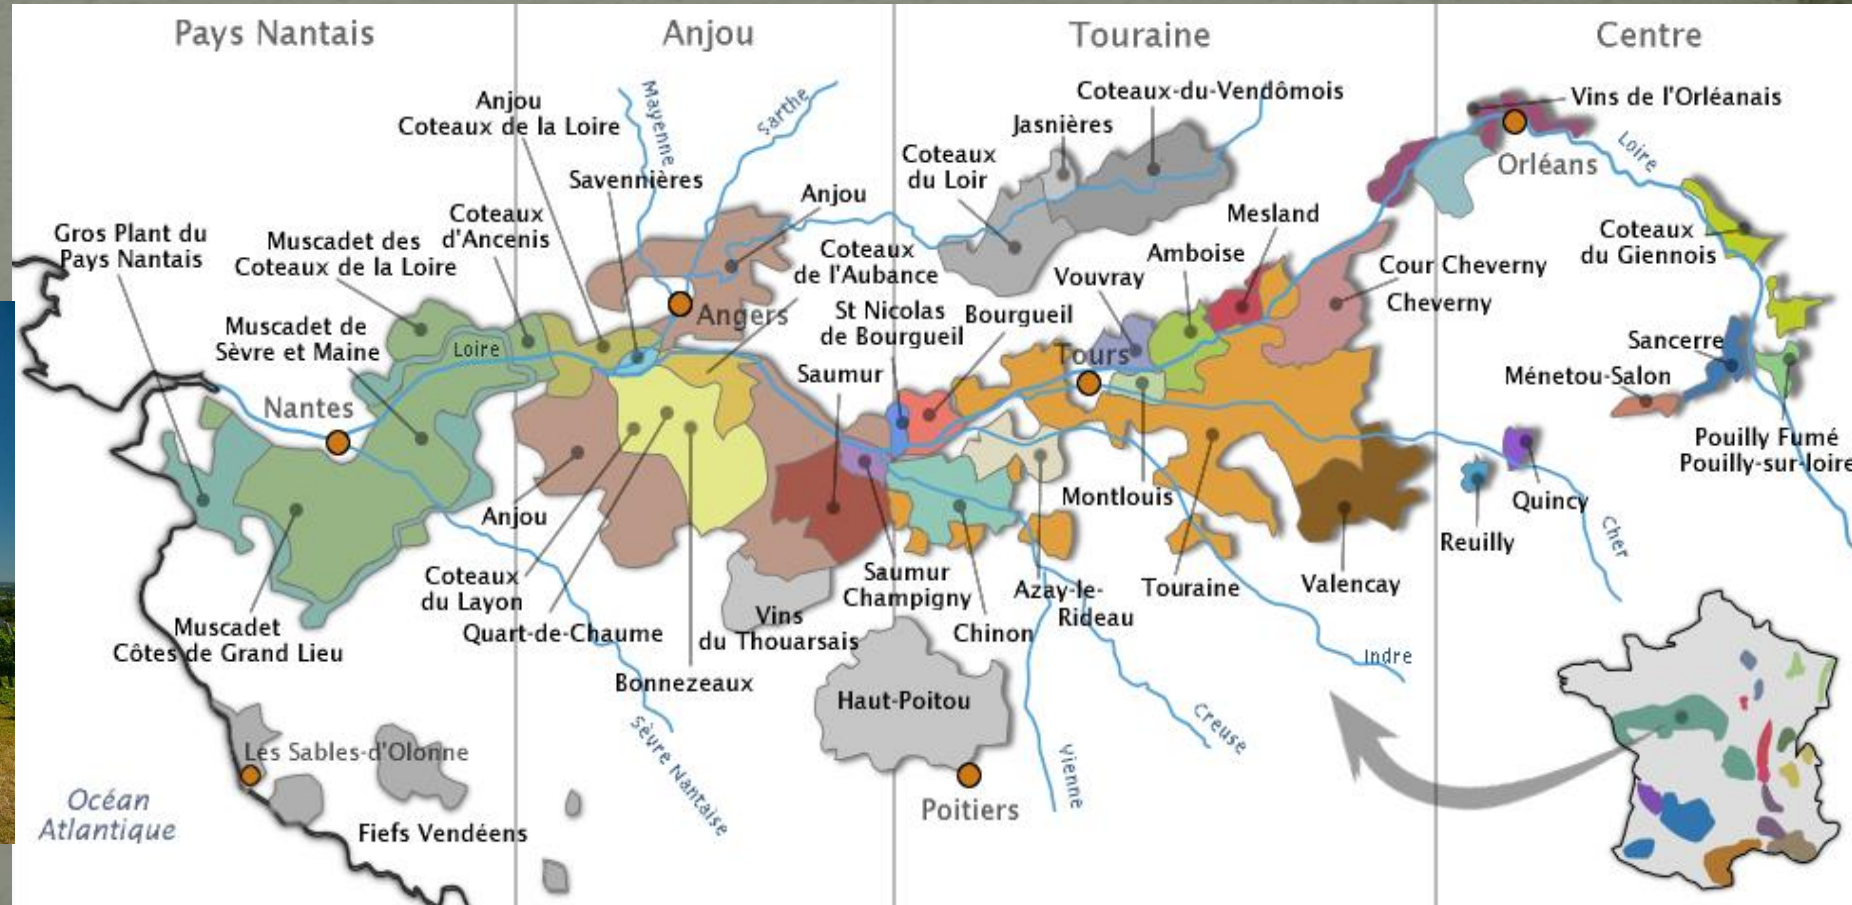 Pays Nantais
Anjou
Touraine
Centre
Anjou
Coteaux de la Loire
Mayenne
Sarthe
Coteaux-du-Vendômois
Vins de l'Orléanais
Jasnières
Coteaux
du Loir
Loire
Orléans
Savennières
Anjou
Mesland
Coteaux
d'Ancenis
Gros Plant du
Pays Nantais
Muscadet des
Coteaux de la Loire
Coteaux
de l'Aubance
Amboise
Vouvray
Coteaux
du Giennois
Cour Cheverny
Cheverny
Angers
St Nicolas
de Bourgueil
Bourgueil
Muscadet de
Sèvre et Maine
Loire
Tours
Sancerre
Saumur
Ménetou-Salon
Nantes
Pouilly Fumé
Pouilly-sur-loire
Montlouis
Quincy
Anjou
Cher
Reuilly
Coteaux
du Layon
Saumur
Champigny
Azay-le-
Rideau
Touraine
Valencay
Muscadet
Côtes de Grand Lieu
Quart-de-Chaume
Vins
du Thouarsais
Chinon
Indre
Bonnezeaux
Haut-Poitou
Sèvre Nantaise
Creuse
Vienne
Les Sables-d'Olonne
Poitiers
Océan
Atlantique
Fiefs Vendéens